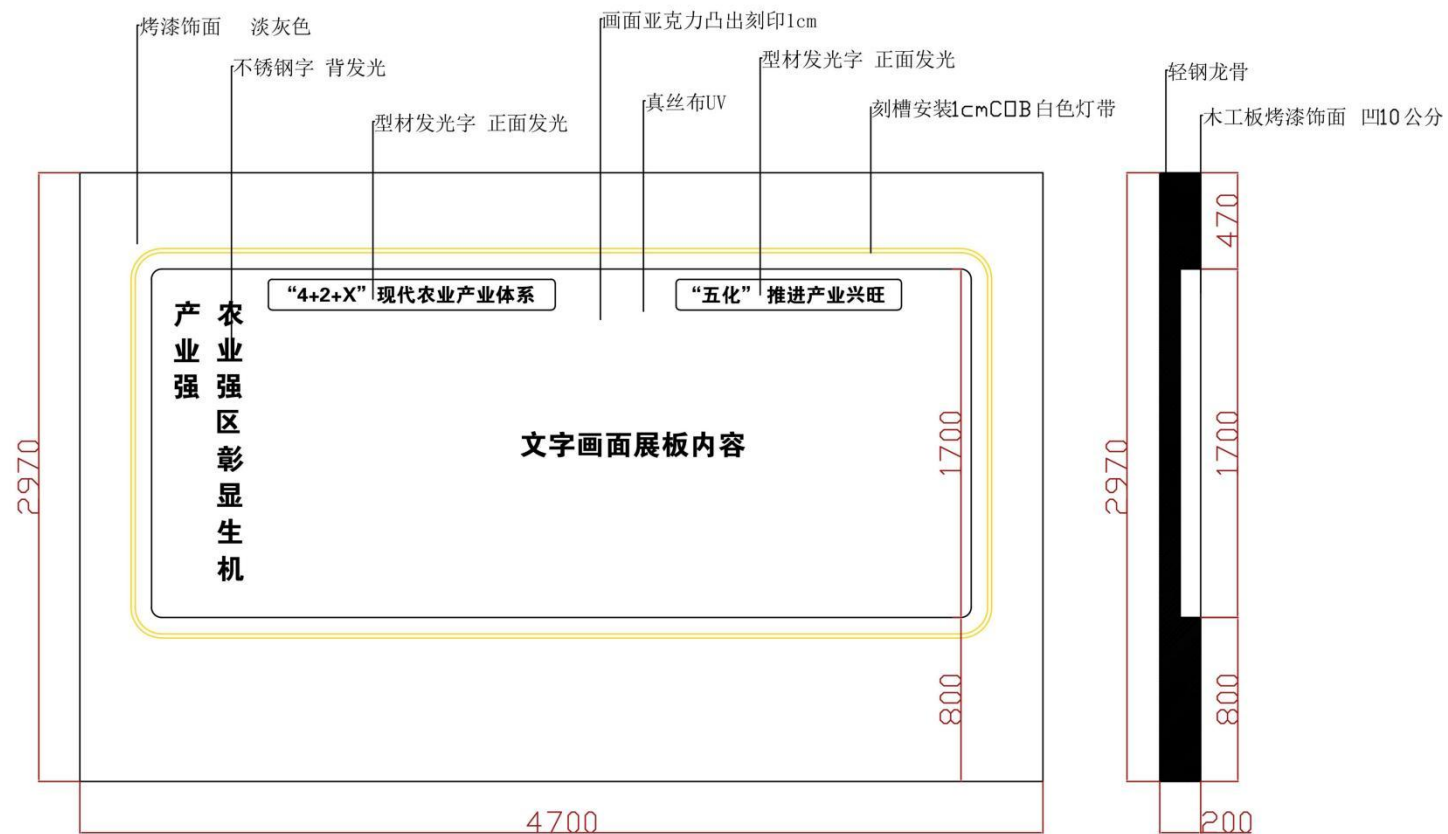 烤漆饰面 淡灰色
画面亚克力凸出刻印1cm
不锈钢字 背发光
型材发光字 正面发光
轻钢龙骨
真丝布UV
型材发光字 正面发光
刻槽安装1cmCOB白色灯带
木工板烤漆饰面 凹10公分
“4+2+X”现代农业产业体系
“五化” 推进产业兴旺
产业强
农业强区彰显生机
文字画面展板内容
2970
1700
800
4700
2970
470
1700
800
200